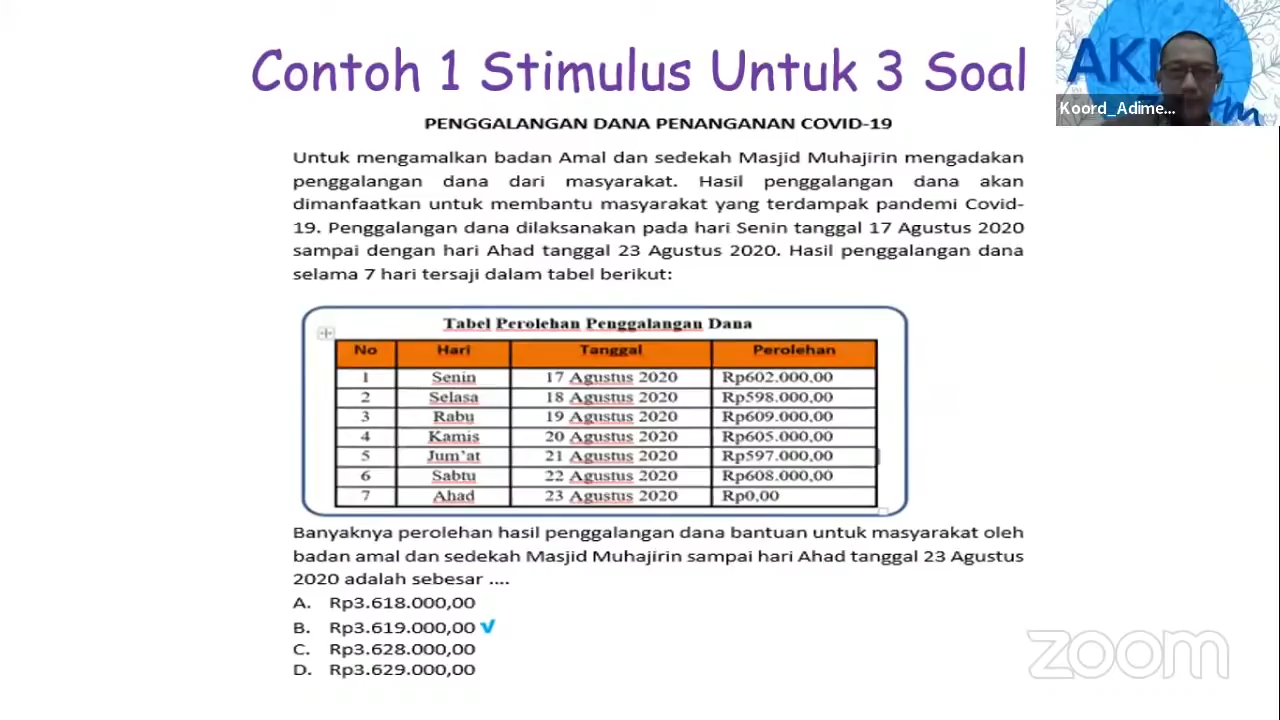 Contoh 1 Stimulus Untuk 3 Soal
Koord_Adime...
PENGGALANGAN DANA PENANGANAN COVID-19
Untuk mengamalkan badan Amal dan sedekah Masjid Muhajirin mengadakan
penggalangan dana dari masyarakat. Hasil penggalangan dana akan
dimanfaatkan untuk membantu masyarakat yang terdampak pandemi Covid-
19. Penggalangan dana dilaksanakan pada hari Senin tanggal 17 Agustus 2020
sampai dengan hari Ahad tanggal 23 Agustus 2020. Hasil penggalangan dana
selama 7 hari tersaji dalam tabel berikut:
Tabel Perolehan Penggalangan Dana
No Hari Tanggal Perolehan
1 Senin 17 Agustus 2020 Rp602.000,00
2 Selasa 18 Agustus 2020 Rp598.000,00
3 Rabu 19 Agustus 2020 Rp609.000,00
4 Kamis 20 Agustus 2020 Rp605.000,00
5 Jum'at 21 Agustus 2020 Rp597.000,00
6 Sabtu 22 Agustus 2020 Rp608.000,00
7 Ahad 23 Agustus 2020 Rp0,00
Banyaknya perolehan hasil penggalangan dana bantuan untuk masyarakat oleh
badan amal dan sedekah Masjid Muhajirin sampai hari Ahad tanggal 23 Agustus
2020 adalah sebesar ....
A. Rp3.618.000,00
B. Rp3.619.000,00
C. Rp3.628.000,00
D. Rp3.629.000,00
zoom